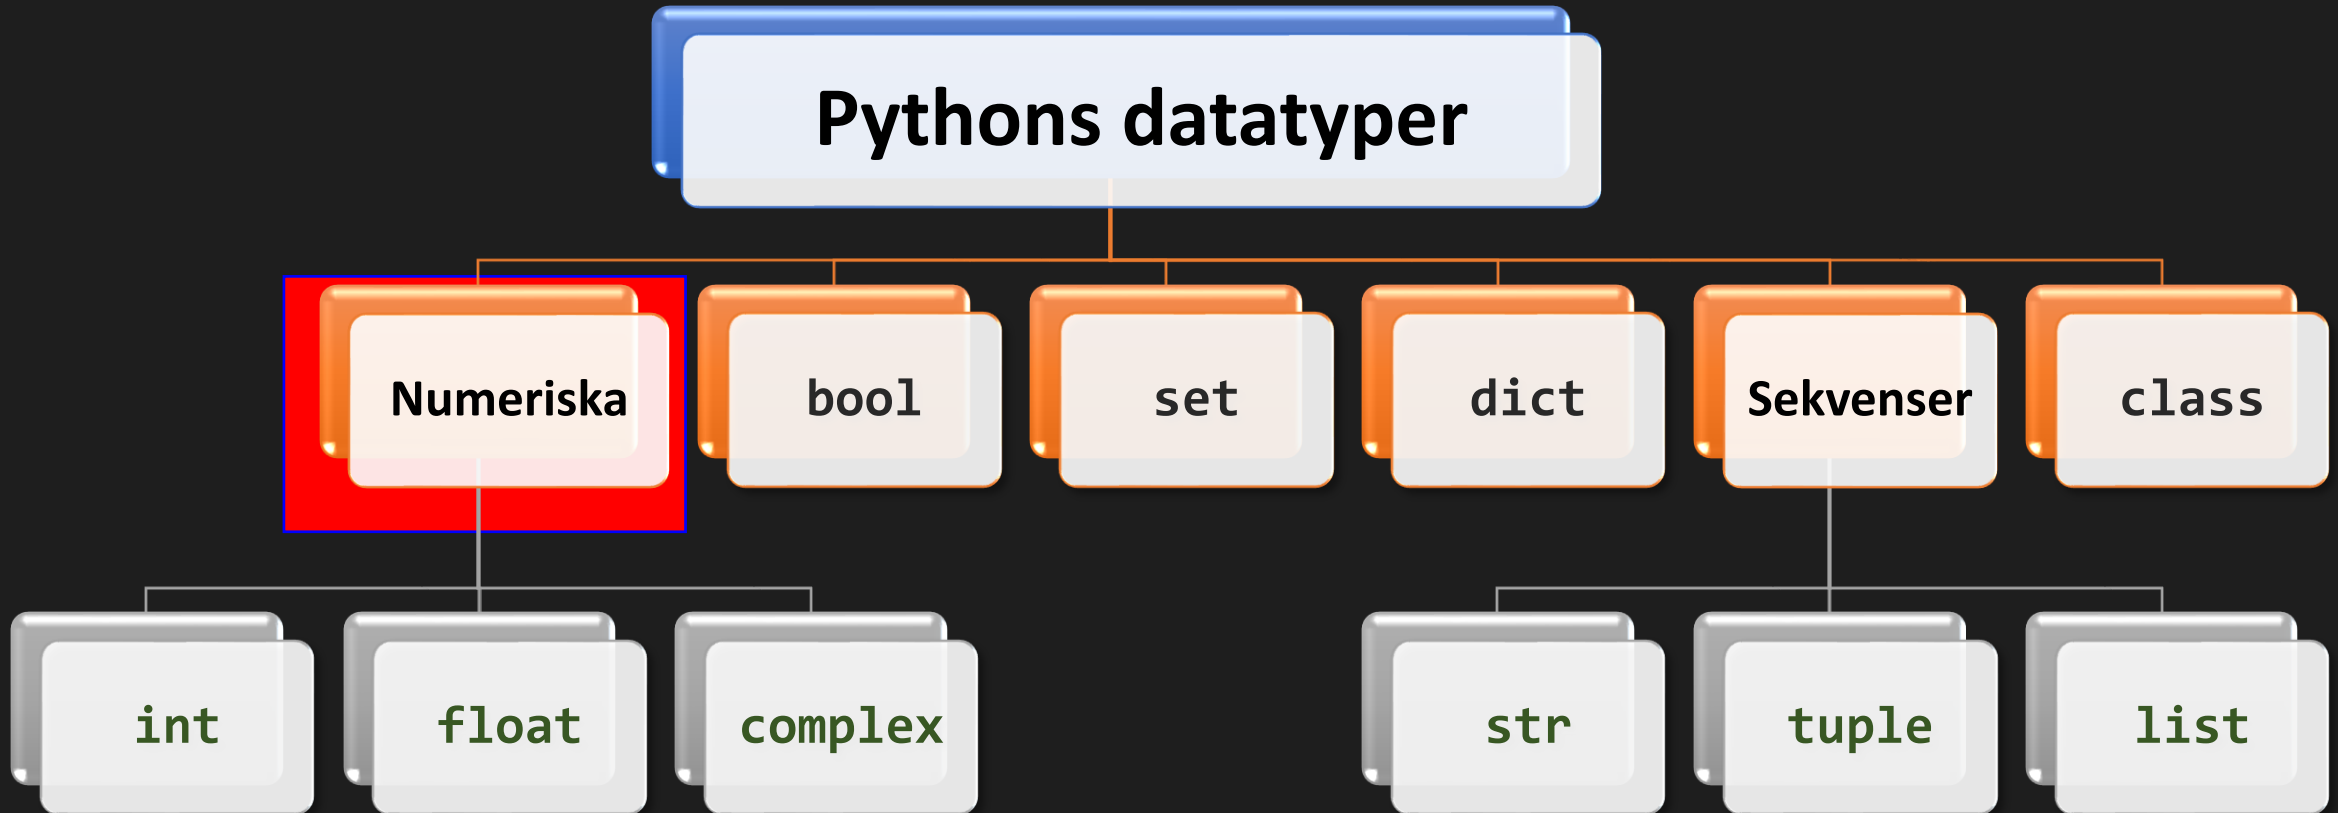 Pythons datatyper
Numeriska
bool
set
dict
Sekvenser
class
int
float
complex
str
tuple
list